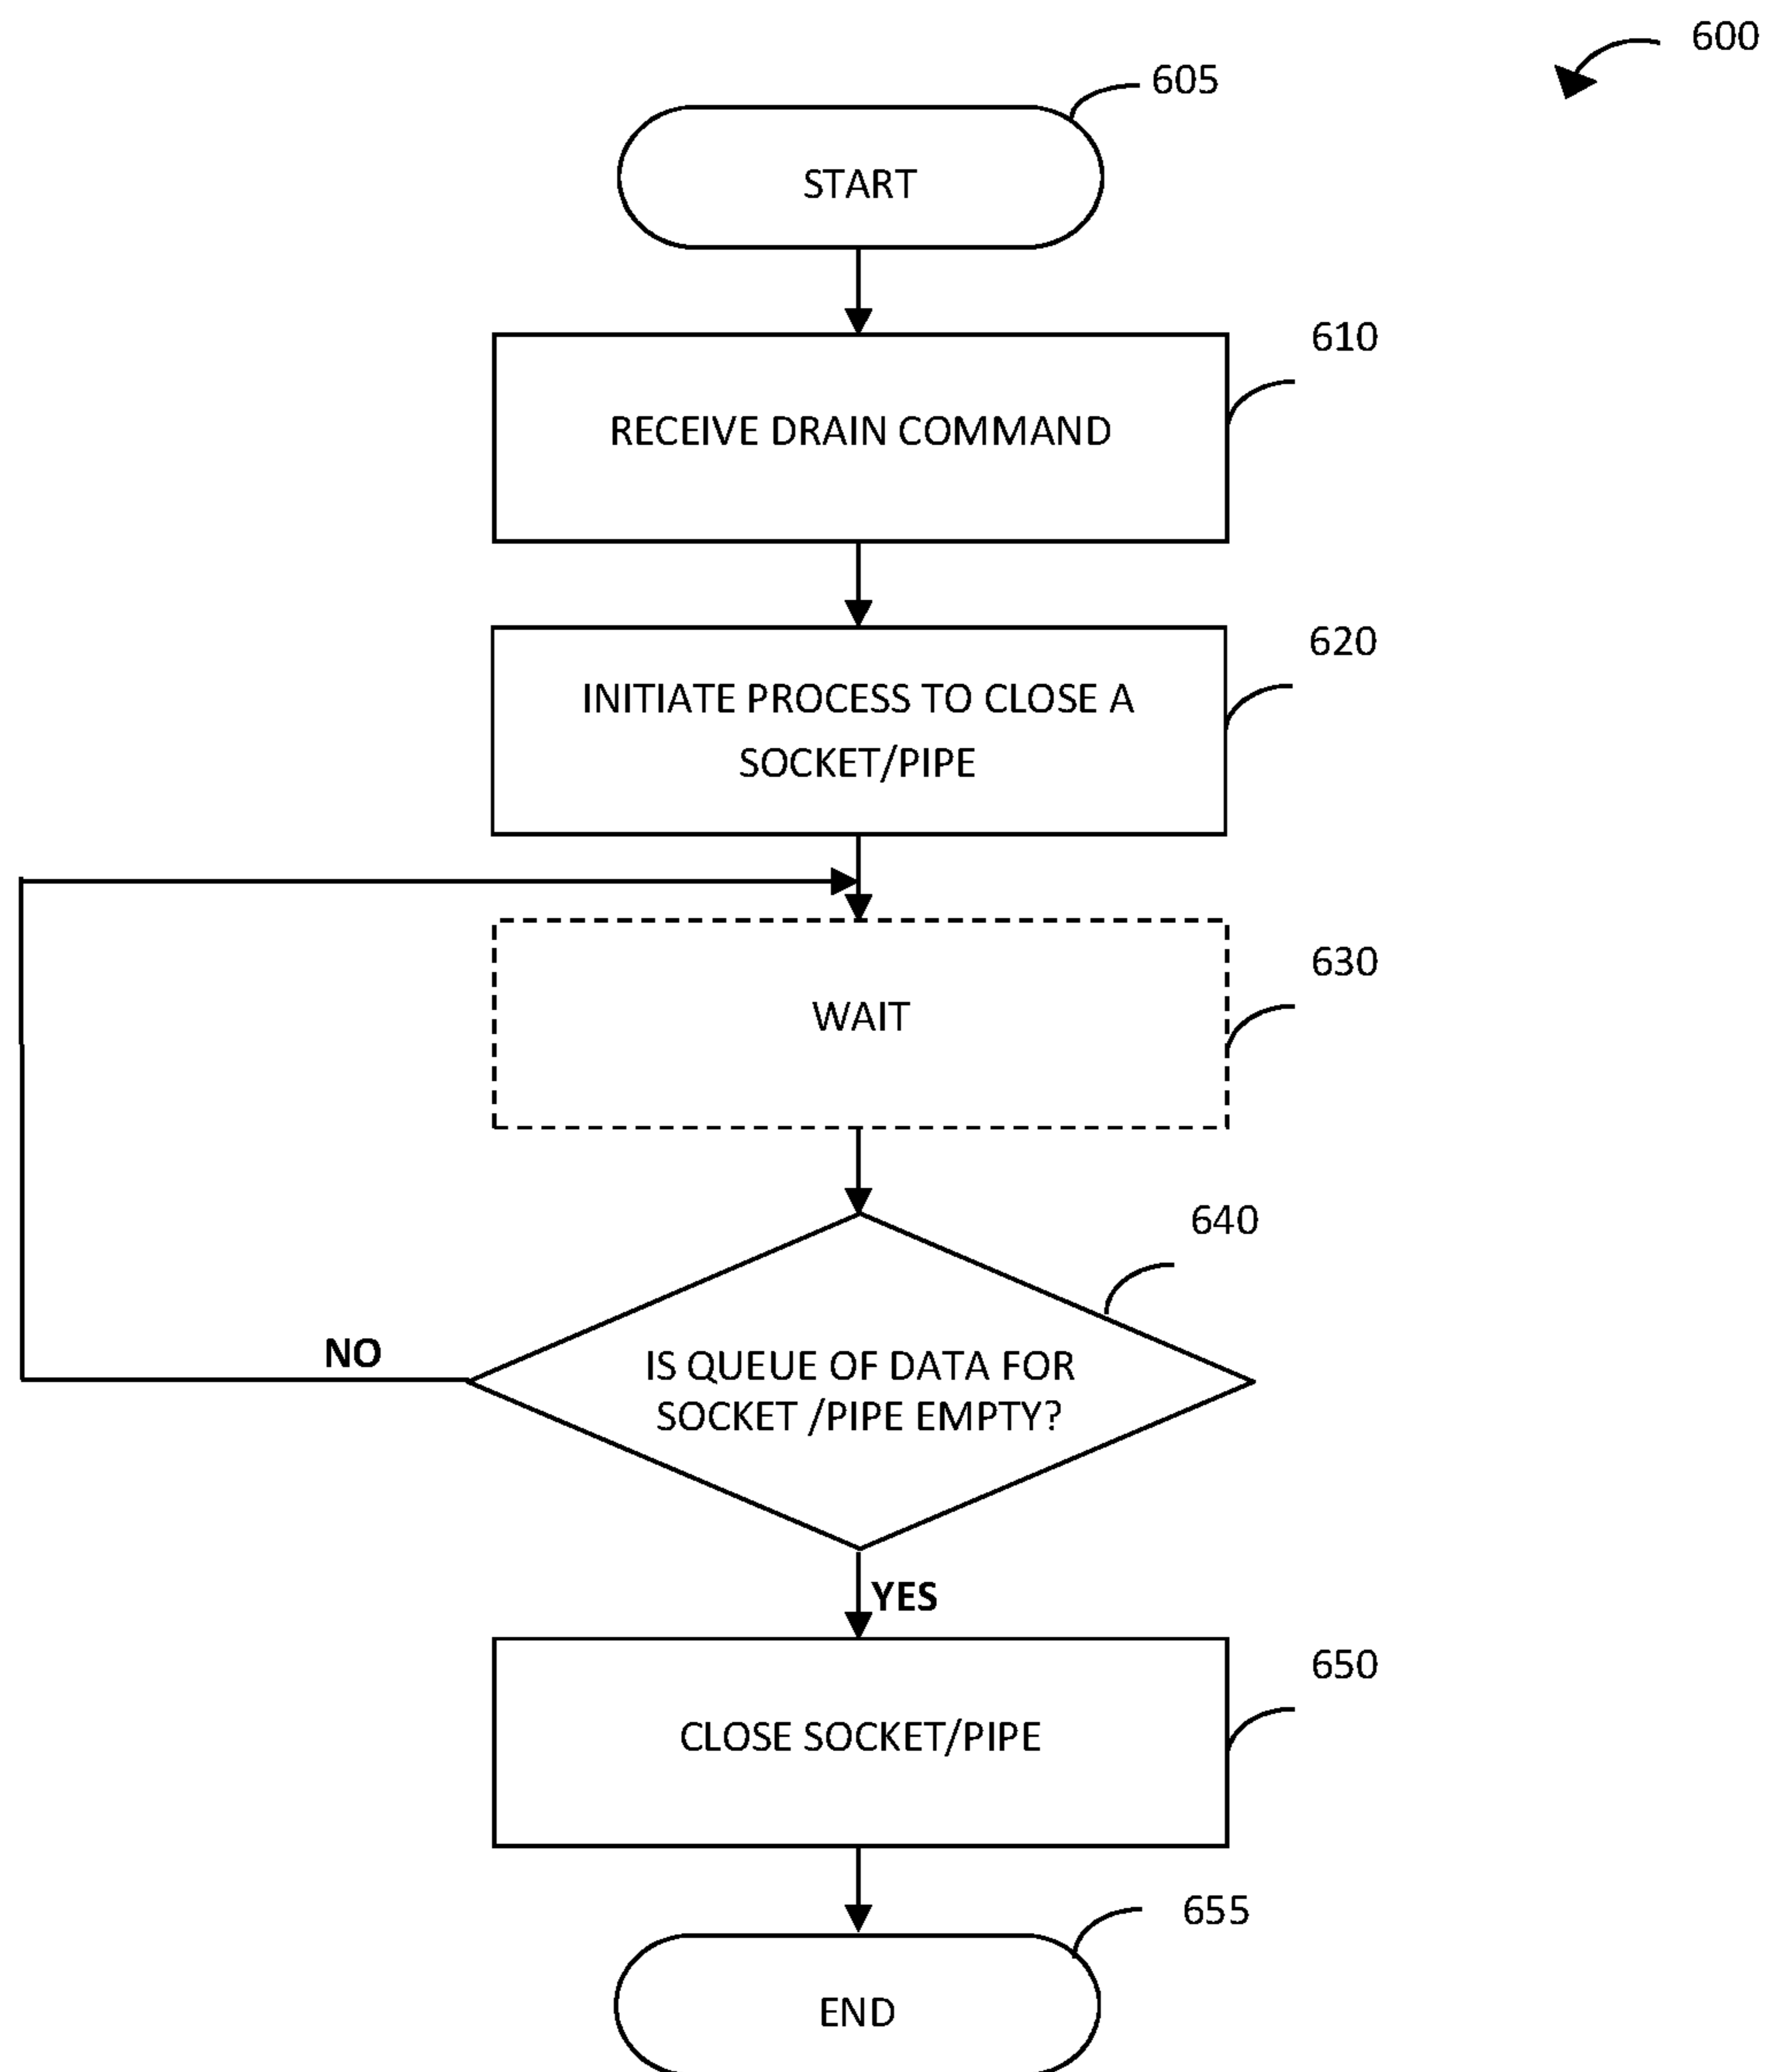 600
605
START
610
RECEIVE DRAIN COMMAND
620
INITIATE PROCESS TO CLOSE A
SOCKET/PIPE
630
WAIT
640
NO
IS QUEUE OF DATA FOR
SOCKET /PIPE EMPTY?
YES
650
CLOSE SOCKET/PIPE
655
END